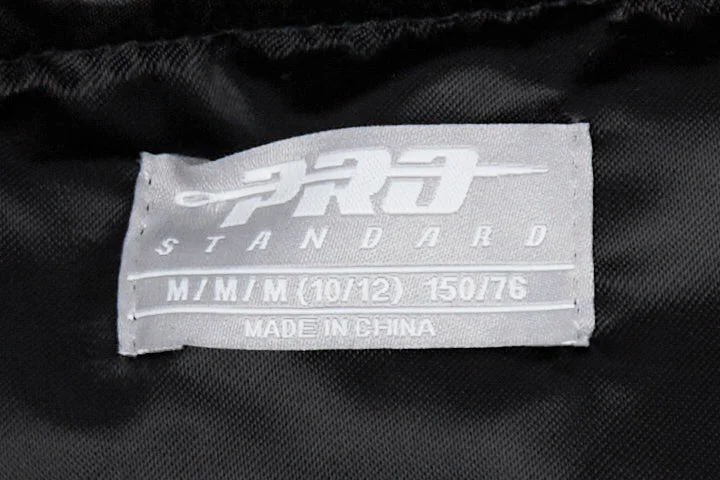 PRO
STANDARD
M/M/M (10/12) 150/76
MADE IN CHINA